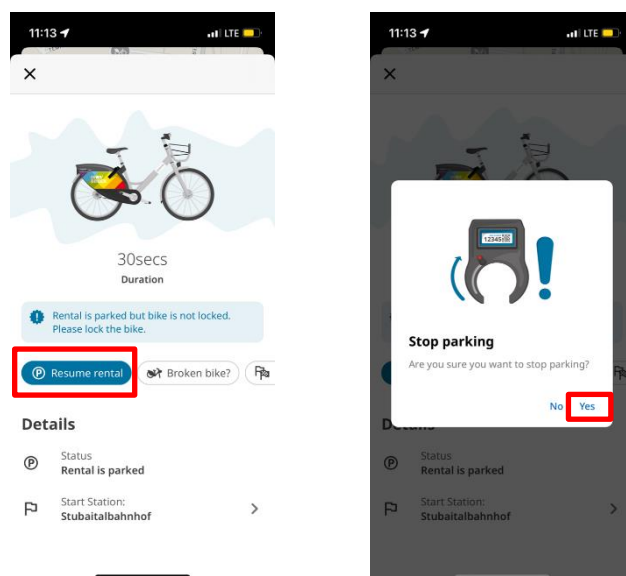 11:13
LTE
30secs
Duration
Rental is parked but bike is not locked.
Please lock the bike.
Resume rental
Broken bike?
Details
Status
Rental is parked
Start Station:
Stubaitalbahnhof
11:13
LTE
12345678
Stop parking
Are you sure you want to stop parking?
No
Yes
Status
Rental is parked
Start Station:
Stubaitalbahnhof